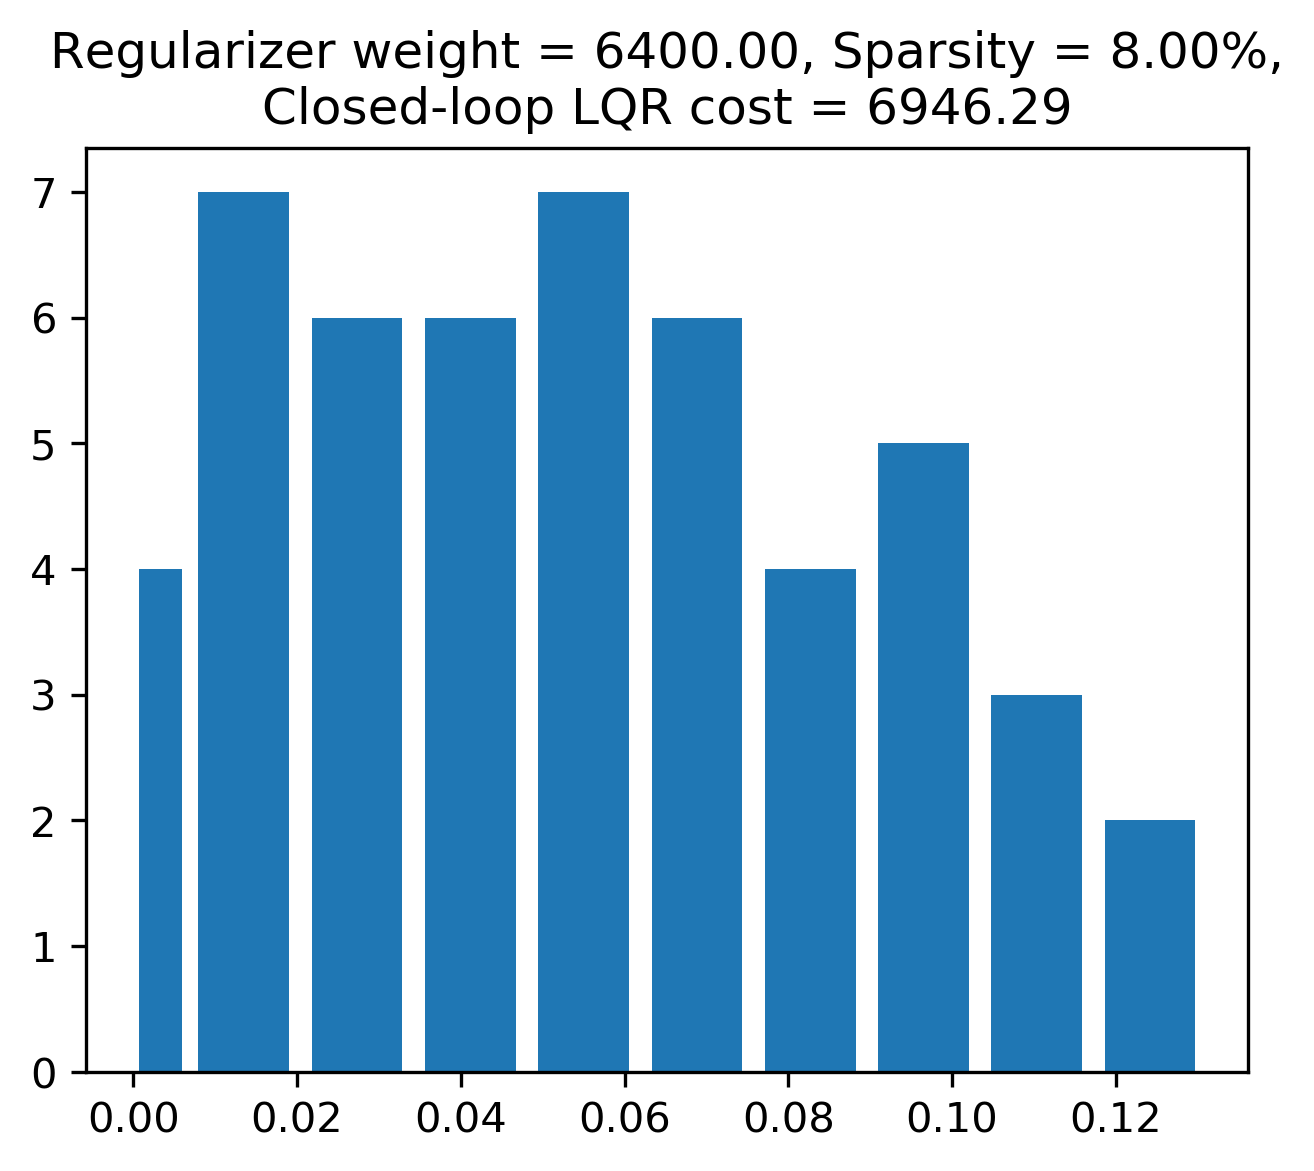 Regularizer weight = 6400.00, Sparsity = 8.00%,
Closed-loop LQR cost = 6946.29
7
6
5
4
3
2
1
0
0.00 0.02 0.04 0.06 0.08 0.10 0.12